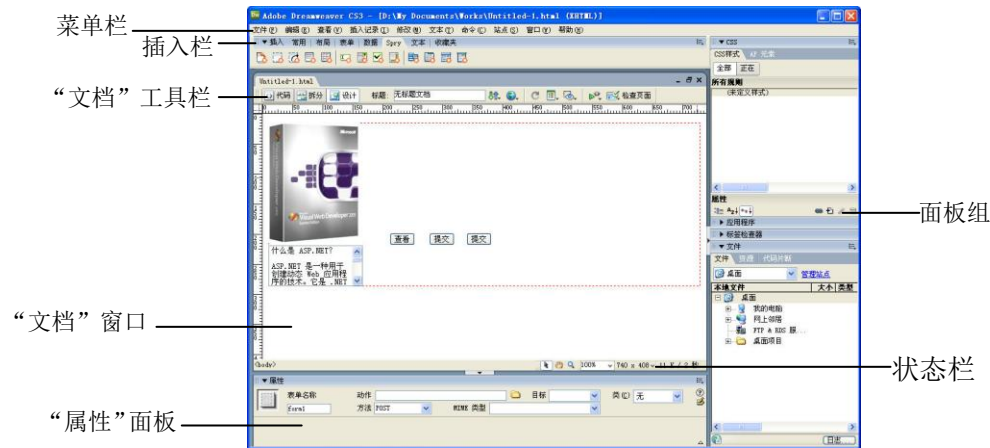 Adobe Dreamweaver CS3 - [D:\My Documents\Works\Untitled-1.html (XHTML)]
菜单栏
文件(F) 编辑(E) 查看(V) 插入记录(I) 修改(M) 文本(T) 命令(C) 站点(S) 窗口(W) 帮助(H)
插入栏
插入 常用 布局 表单 数据 Spry 文本 收藏夹
CSS
CSS样式 AP 元素
全部 正在
所有规则
(未定义样式)
Untitled-1.html
“文档”工具栏
代码 拆分 设计 标题: 无标题文档 检查页面
Microsoft
查看 提交 提交
什么是 ASP.NET?
ASP.NET 是一种用于
创建动态 Web 应用程
序的技术。它是 .NET
属性
面板组
应用程序
标签检查器
文件
文件 资源 代码片断
桌面 管理站点
本地文件 大小 类型
桌面
我的电脑
网上邻居
FTP & RDS 服...
桌面项目
“文档”窗口
<body> 100% 740 x 408
状态栏
属性
表单名称 动作 目标 类(C) 无
form1 方法 POST MIME 类型
“属性”面板
日志...